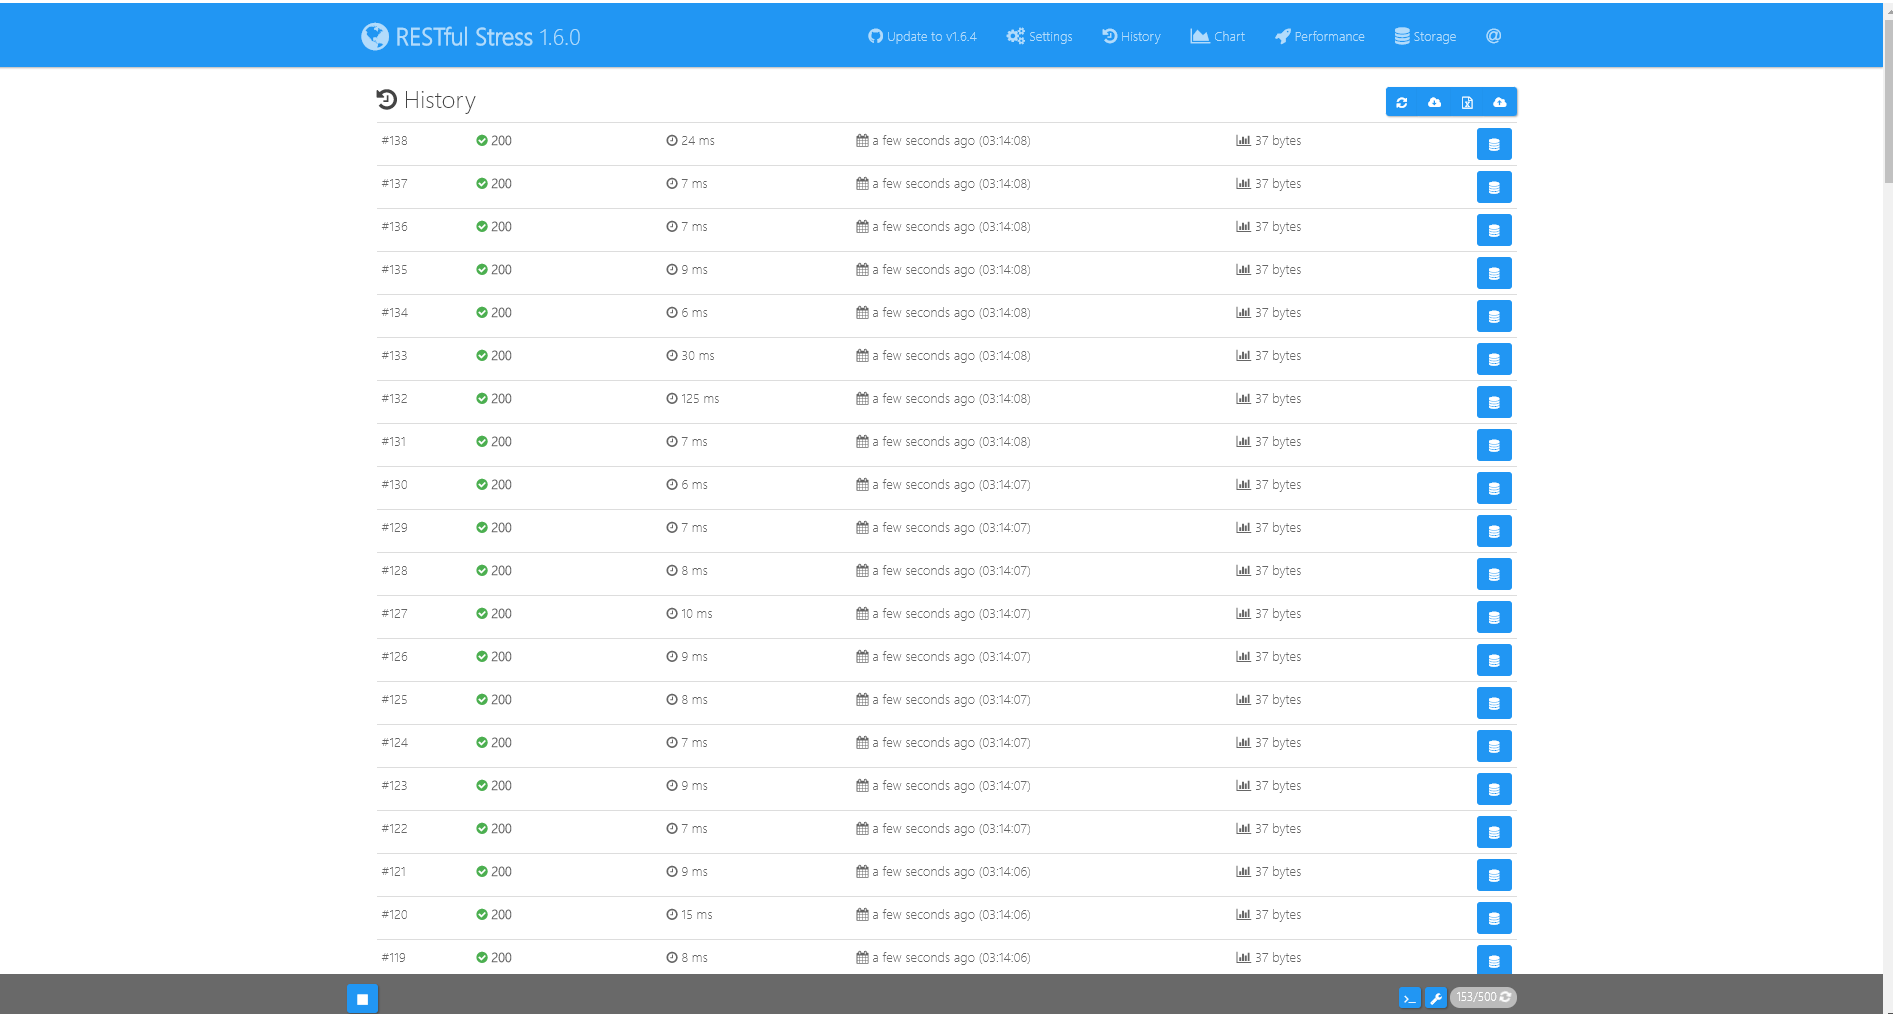 RESTful Stress 1.6.0 Update to v1.6.4 Settings History Chart Performance Storage @
History
#138 200 24 ms a few seconds ago (03:14:08) 37 bytes
#137 200 7 ms a few seconds ago (03:14:08) 37 bytes
#136 200 7 ms a few seconds ago (03:14:08) 37 bytes
#135 200 9 ms a few seconds ago (03:14:08) 37 bytes
#134 200 6 ms a few seconds ago (03:14:08) 37 bytes
#133 200 30 ms a few seconds ago (03:14:08) 37 bytes
#132 200 125 ms a few seconds ago (03:14:08) 37 bytes
#131 200 7 ms a few seconds ago (03:14:08) 37 bytes
#130 200 6 ms a few seconds ago (03:14:07) 37 bytes
#129 200 7 ms a few seconds ago (03:14:07) 37 bytes
#128 200 8 ms a few seconds ago (03:14:07) 37 bytes
#127 200 10 ms a few seconds ago (03:14:07) 37 bytes
#126 200 9 ms a few seconds ago (03:14:07) 37 bytes
#125 200 8 ms a few seconds ago (03:14:07) 37 bytes
#124 200 7 ms a few seconds ago (03:14:07) 37 bytes
#123 200 9 ms a few seconds ago (03:14:07) 37 bytes
#122 200 7 ms a few seconds ago (03:14:07) 37 bytes
#121 200 9 ms a few seconds ago (03:14:06) 37 bytes
#120 200 15 ms a few seconds ago (03:14:06) 37 bytes
#119 200 8 ms a few seconds ago (03:14:06) 37 bytes
153/500